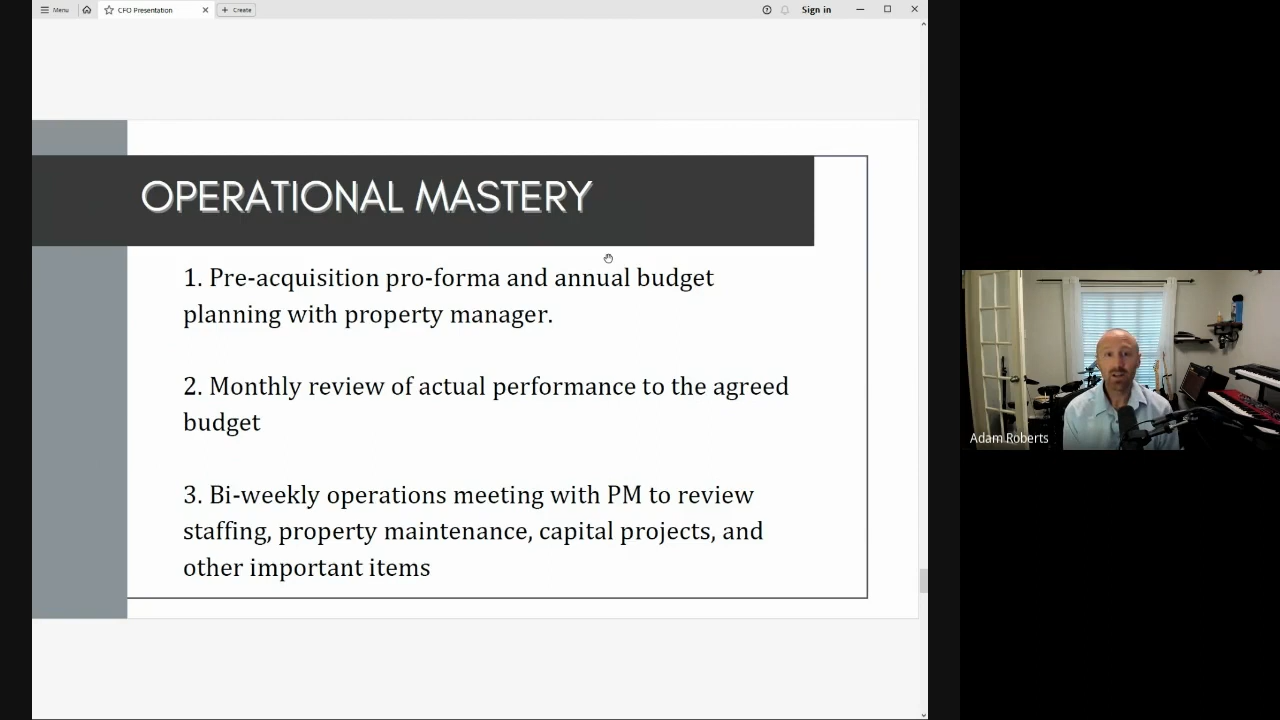 Menu
CFO Presentation
Create
Sign in
OPERATIONAL MASTERY
1. Pre-acquisition pro-forma and annual budget
planning with property manager.
2. Monthly review of actual performance to the agreed
budget
3. Bi-weekly operations meeting with PM to review
staffing, property maintenance, capital projects, and
other important items
Adam Roberts